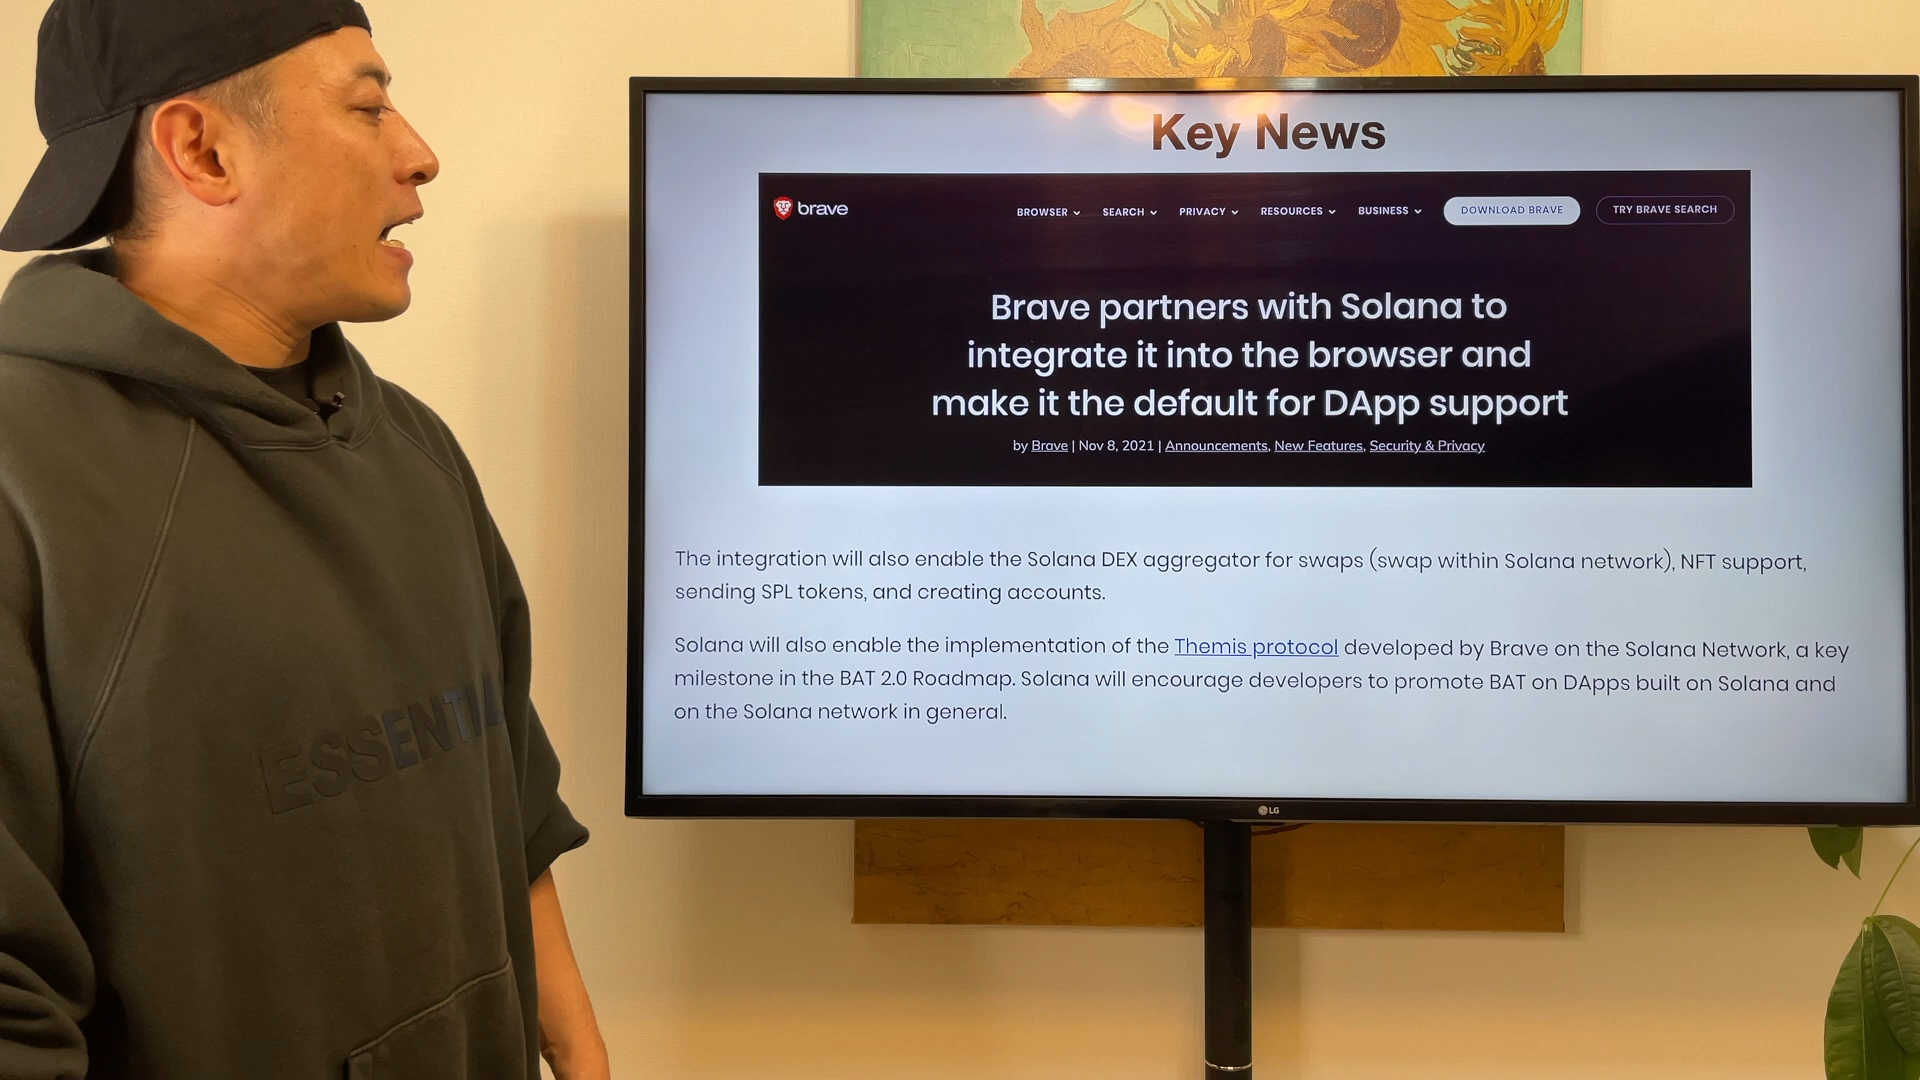 Key News
brave
BROWSER SEARCH PRIVACY RESOURCES BUSINESS DOWNLOAD BRAVE TRY BRAVE SEARCH
Brave partners with Solana to
integrate it into the browser and
make it the default for DApp support
by Brave | Nov 8, 2021 | Announcements, New Features, Security & Privacy
The integration will also enable the Solana DEX aggregator for swaps (swap within Solana network), NFT support,
sending SPL tokens, and creating accounts.
Solana will also enable the implementation of the Themis protocol developed by Brave on the Solana Network, a key
milestone in the BAT 2.0 Roadmap. Solana will encourage developers to promote BAT on DApps built on Solana and
on the Solana network in general.
LG
ESSENTIAL